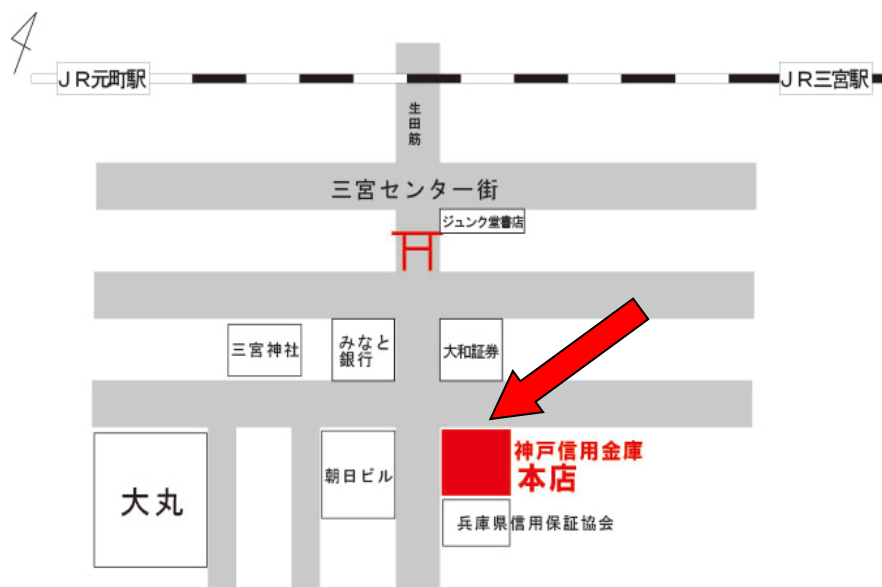 JR元町駅
JR三宮駅
生田筋
三宮センター街
ジュンク堂書店
三宮神社
みなと
銀行
大和証券
大丸
朝日ビル
神戸信用金庫
本店
兵庫県信用保証協会